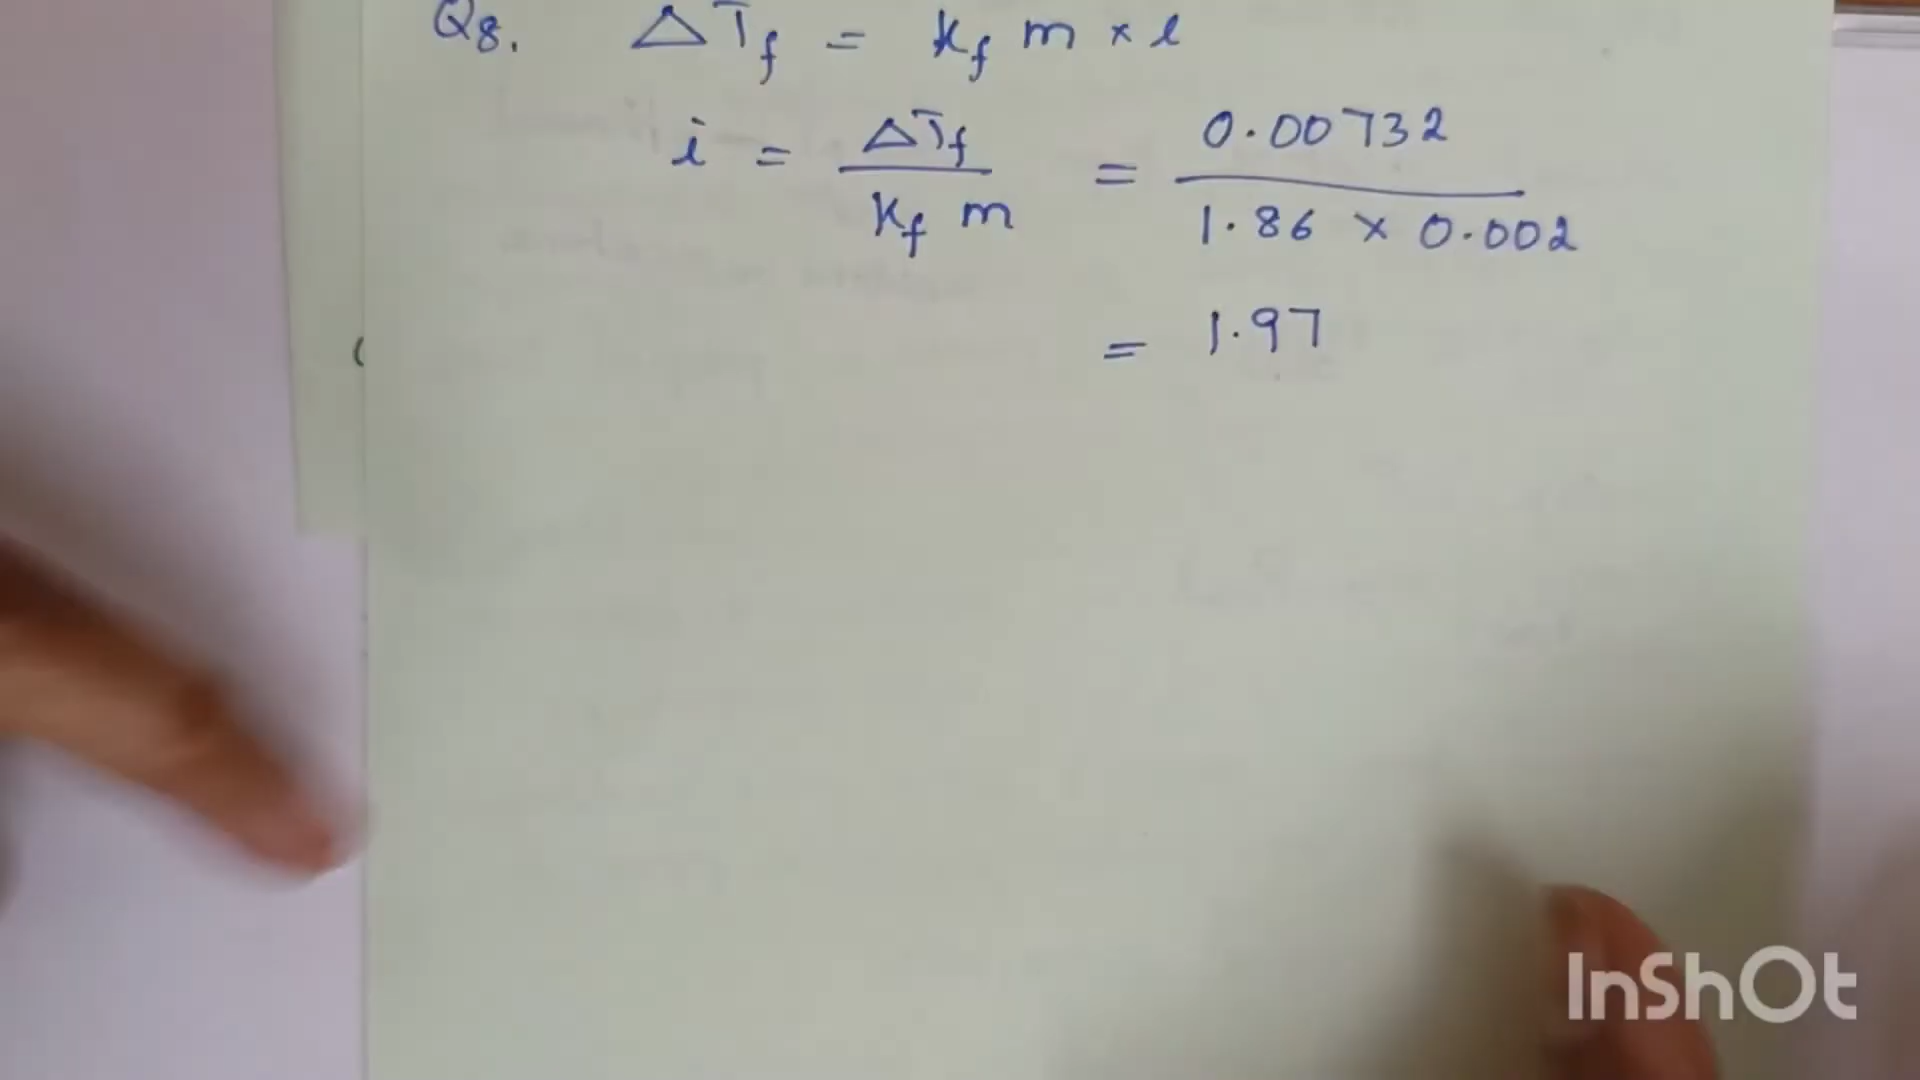 Q8. ΔTf = kf m × i
i = ΔTf / kf m = 0.00732 / 1.86 × 0.002
= 1.97
InShOt